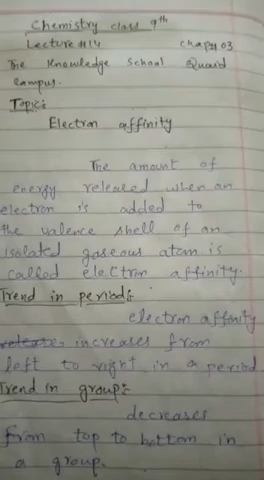 Chemistry class 9th
Lecture #14 Chap# 03
The Knowledge School Quaid
campus.
Topic:
Electron affinity
The amount of
energy released when an
electron is added to
the valence shell of an
isolated gaseous atom is
called electron affinity.
Trend in period:-
electron affinity
increases from
left to right in a period
Trend in group:-
decreases
from top to bottom in
a group.